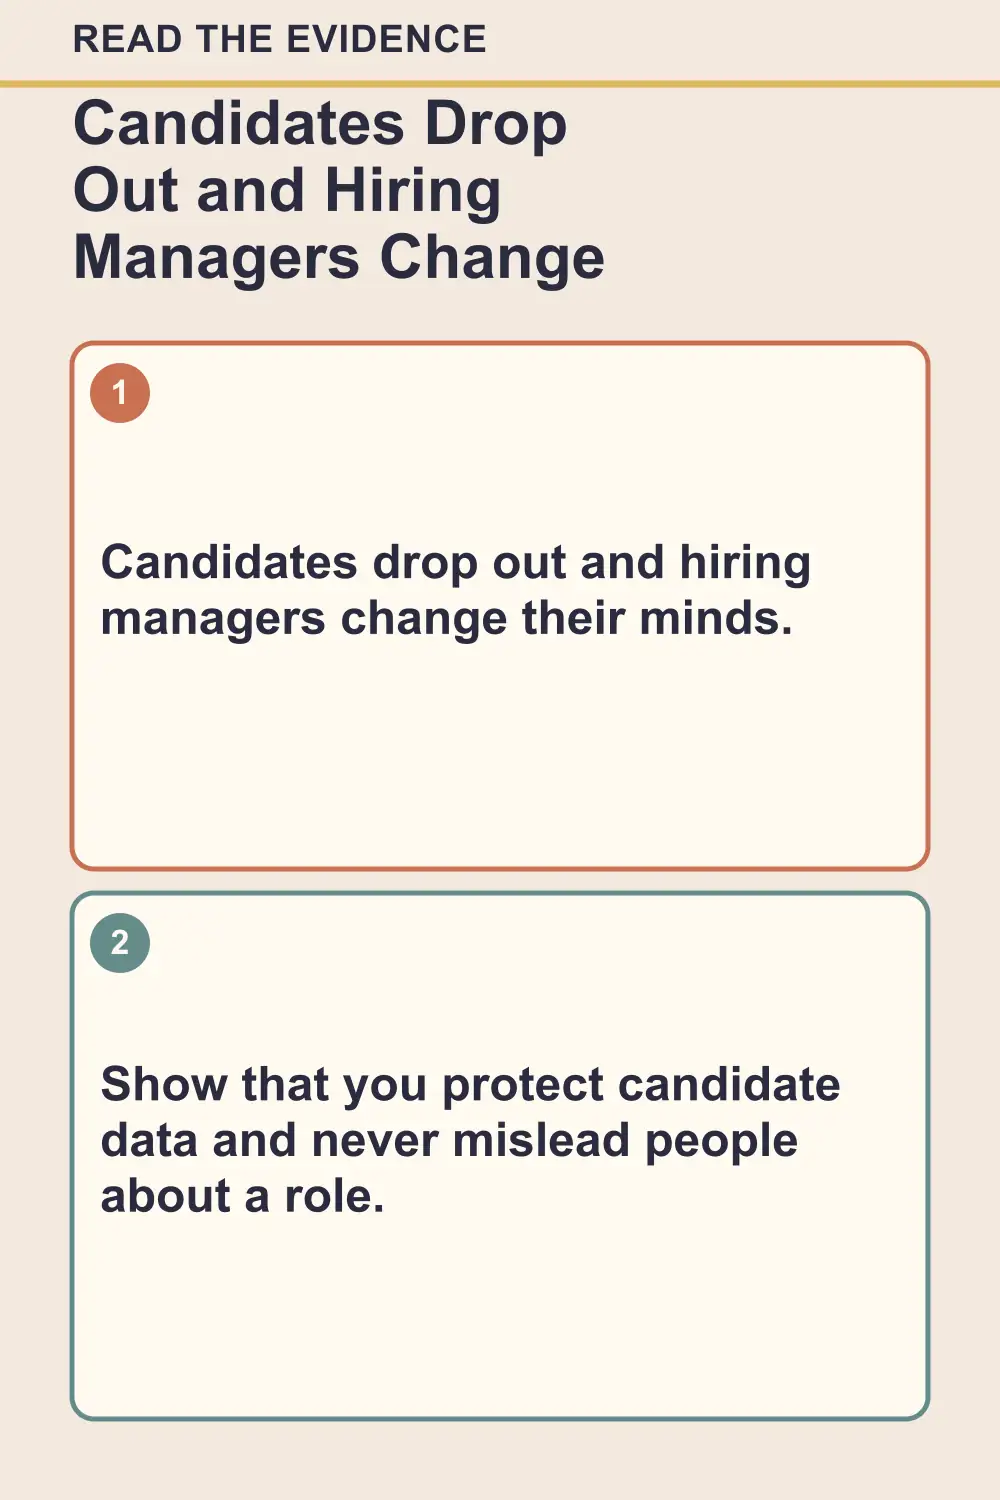 READ THE EVIDENCE
Candidates Drop
Out and Hiring
Managers Change
1
Candidates drop out and hiring
managers change their minds.
2
Show that you protect candidate
data and never mislead people
about a role.